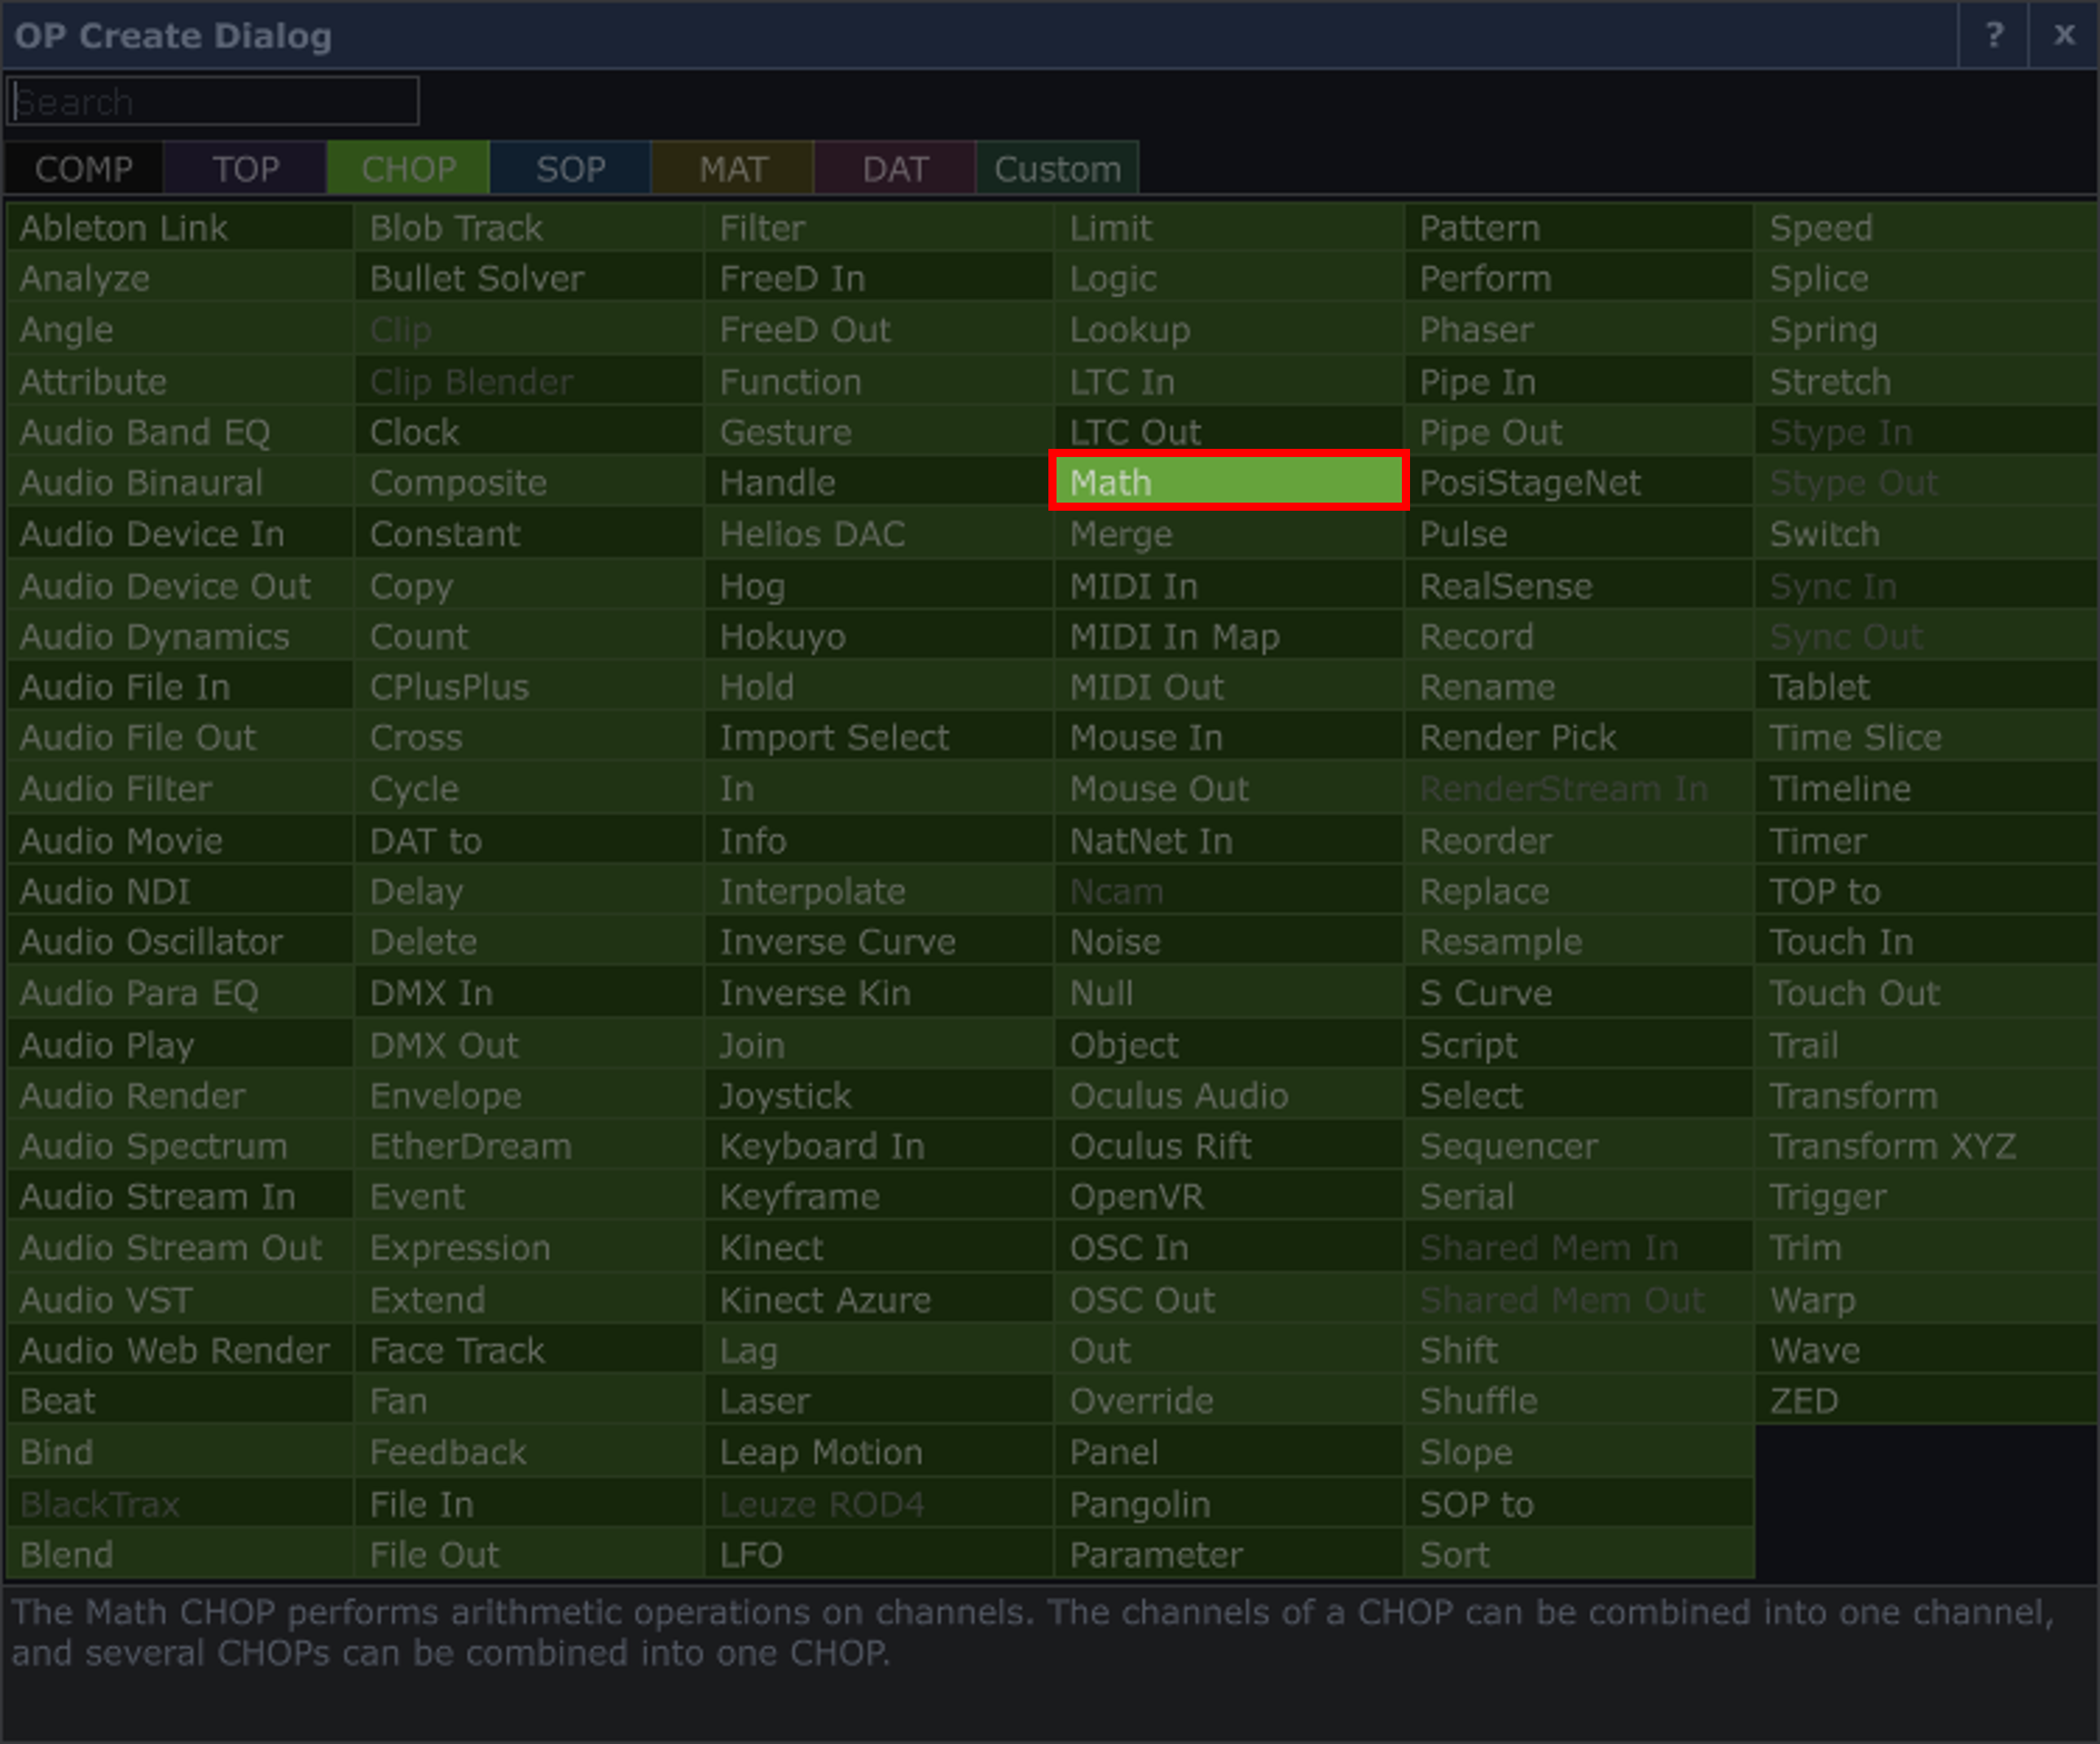 OP Create Dialog ? x
Search
COMP TOP CHOP SOP MAT DAT Custom
Ableton Link Blob Track Filter Limit Pattern Speed
Analyze Bullet Solver FreeD In Logic Perform Splice
Angle Clip FreeD Out Lookup Phaser Spring
Attribute Clip Blender Function LTC In Pipe In Stretch
Audio Band EQ Clock Gesture LTC Out Pipe Out Stype In
Audio Binaural Composite Handle Math PosiStageNet Stype Out
Audio Device In Constant Helios DAC Merge Pulse Switch
Audio Device Out Copy Hog MIDI In RealSense Sync In
Audio Dynamics Count Hokuyo MIDI In Map Record Sync Out
Audio File In CPlusPlus Hold MIDI Out Rename Tablet
Audio File Out Cross Import Select Mouse In Render Pick Time Slice
Audio Filter Cycle In Mouse Out RenderStream In Timeline
Audio Movie DAT to Info NatNet In Reorder Timer
Audio NDI Delay Interpolate Ncam Replace TOP to
Audio Oscillator Delete Inverse Curve Noise Resample Touch In
Audio Para EQ DMX In Inverse Kin Null S Curve Touch Out
Audio Play DMX Out Join Object Script Trail
Audio Render Envelope Joystick Oculus Audio Select Transform
Audio Spectrum EtherDream Keyboard In Oculus Rift Sequencer Transform XYZ
Audio Stream In Event Keyframe OpenVR Serial Trigger
Audio Stream Out Expression Kinect OSC In Shared Mem In Trim
Audio VST Extend Kinect Azure OSC Out Shared Mem Out Warp
Audio Web Render Face Track Lag Out Shift Wave
Beat Fan Laser Override Shuffle ZED
Bind Feedback Leap Motion Panel Slope
BlackTrax File In Leuze ROD4 Pangolin SOP to
Blend File Out LFO Parameter Sort
The Math CHOP performs arithmetic operations on channels. The channels of a CHOP can be combined into one channel,
and several CHOPs can be combined into one CHOP.